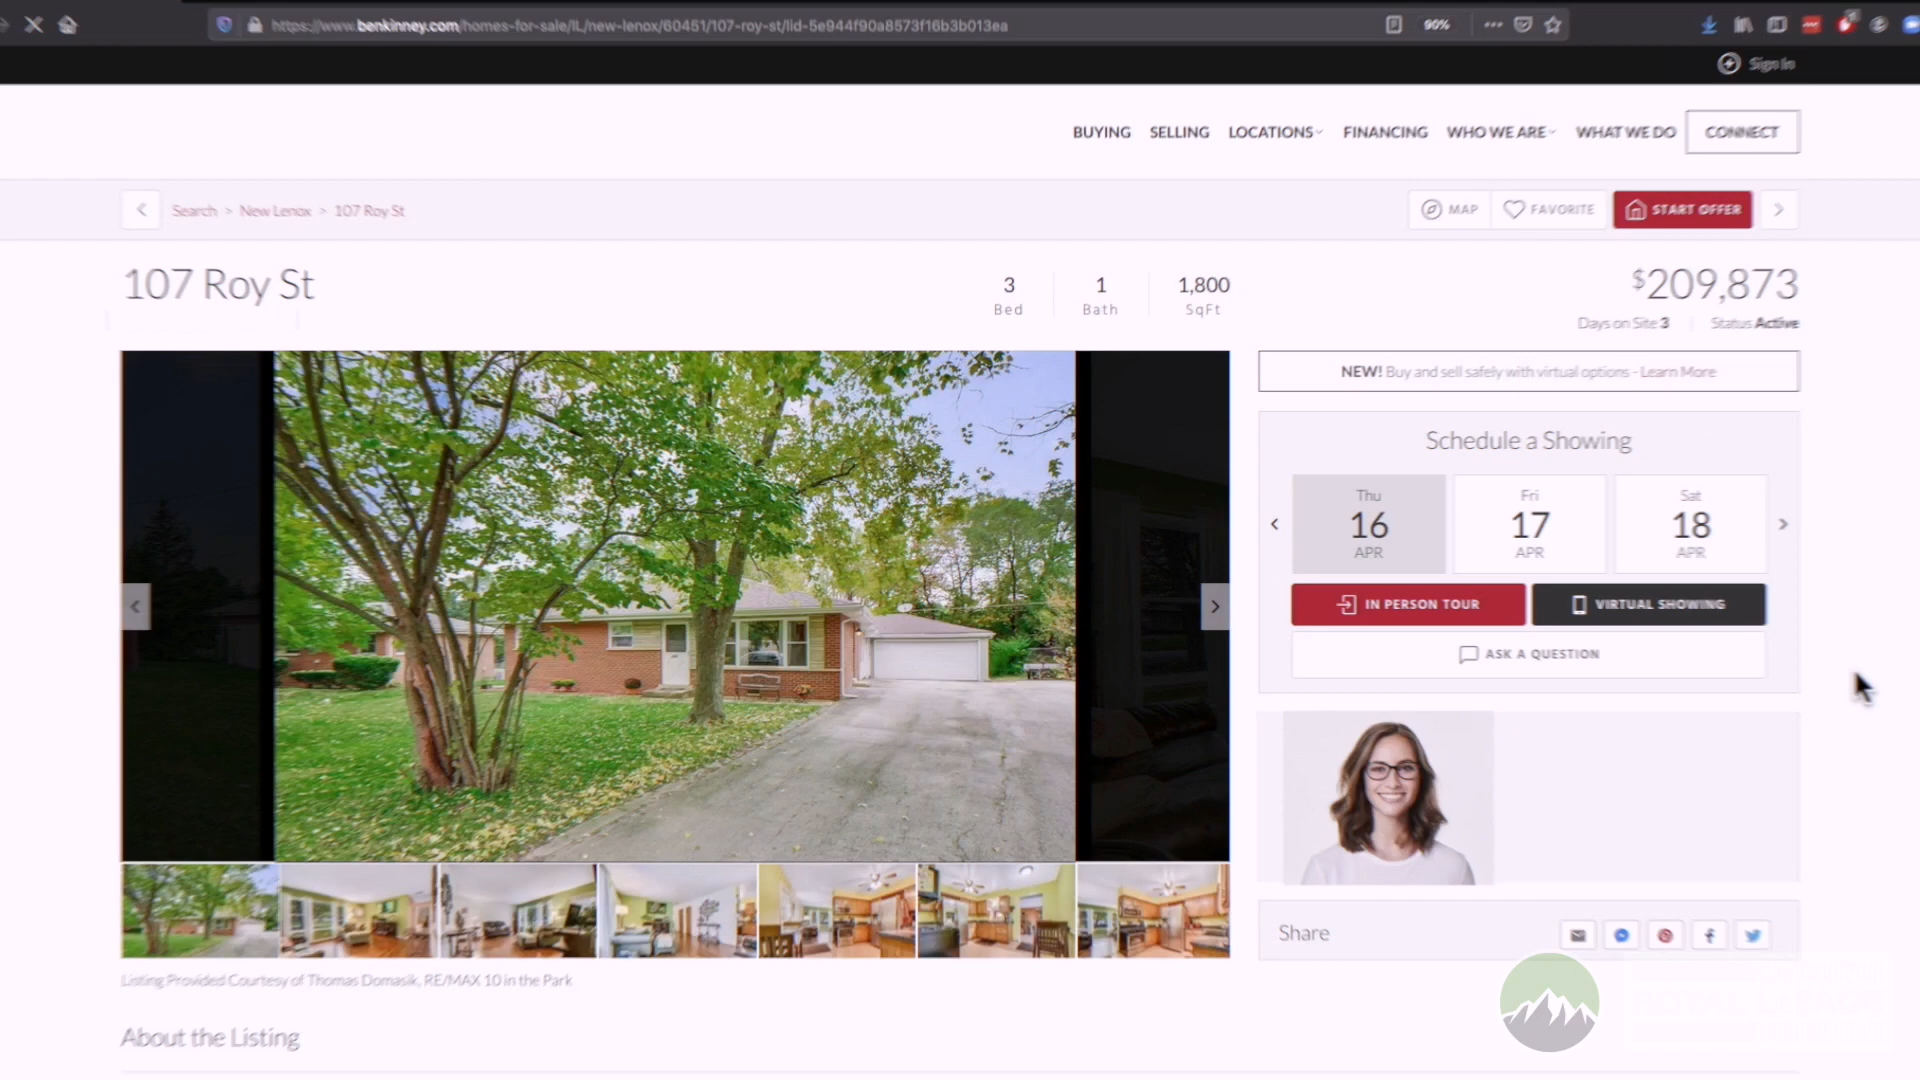 https://www.benkinney.com/homes-for-sale/IL/new-lenox/60451/107-roy-st/lid-5e944f90a8573f16b3b013ea
90%
Sign In
BUYING SELLING LOCATIONS FINANCING WHO WE ARE WHAT WE DO CONNECT
Search > New Lenox > 107 Roy St
MAP FAVORITE START OFFER
107 Roy St
3 Bed
1 Bath
1,800 SqFt
$209,873
Days on Site 3 Status Active
NEW! Buy and sell safely with virtual options - Learn More
Schedule a Showing
Thu 16 APR
Fri 17 APR
Sat 18 APR
IN PERSON TOUR
VIRTUAL SHOWING
ASK A QUESTION
Share
Listing Provided Courtesy of Thomas Domasik, RE/MAX 10 in the Park
About the Listing